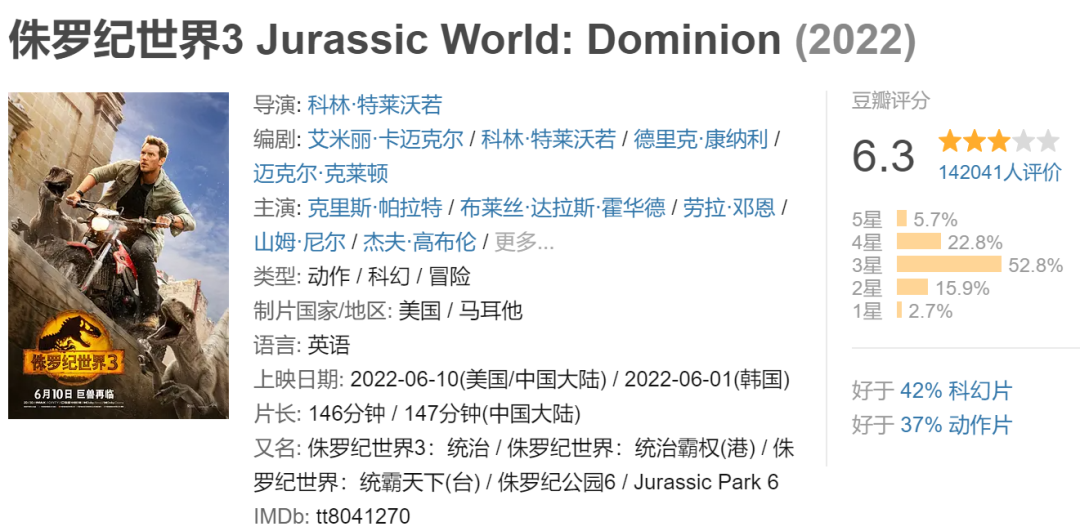 侏罗纪世界3 Jurassic World: Dominion (2022)
侏罗纪世界3
6月10日 巨兽再临
导演: 科林·特莱沃若
编剧: 艾米丽·卡迈克尔 / 科林·特莱沃若 / 德里克·康纳利 /
迈克尔·克莱顿
主演: 克里斯·帕拉特 / 布莱丝·达拉斯·霍华德 / 劳拉·邓恩 /
山姆·尼尔 / 杰夫·高布伦 / 更多...
类型: 动作 / 科幻 / 冒险
制片国家/地区: 美国 / 马耳他
语言: 英语
上映日期: 2022-06-10(美国/中国大陆) / 2022-06-01(韩国)
片长: 146分钟 / 147分钟(中国大陆)
又名: 侏罗纪世界3：统治 / 侏罗纪世界：统治霸权(港) / 侏
罗纪世界：统霸天下(台) / 侏罗纪公园6 / Jurassic Park 6
IMDb: tt8041270
豆瓣评分
6.3
142041人评价
5星 5.7%
4星 22.8%
3星 52.8%
2星 15.9%
1星 2.7%
好于 42% 科幻片
好于 37% 动作片